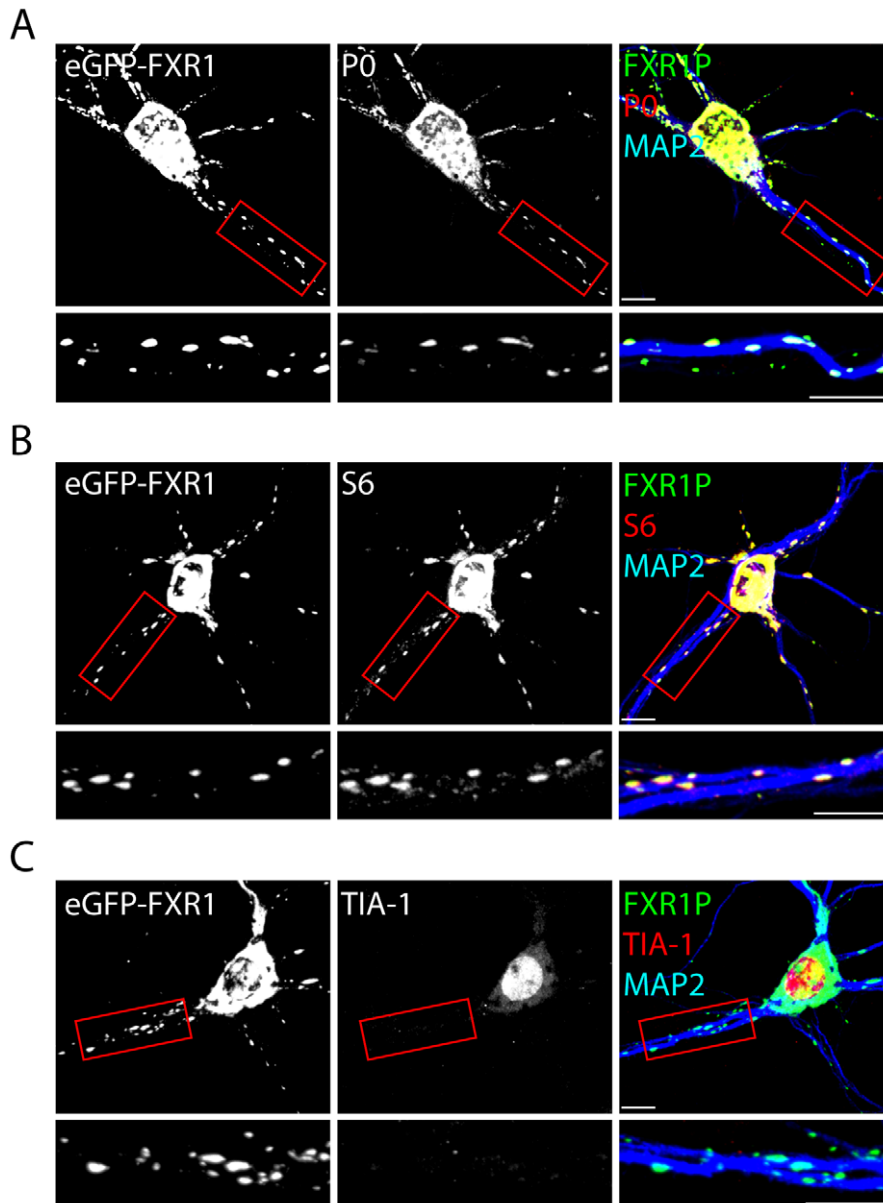 A
eGFP-FXR1 P0 FXR1P
P0
MAP2
B
eGFP-FXR1 S6 FXR1P
S6
MAP2
C
eGFP-FXR1 TIA-1 FXR1P
TIA-1
MAP2